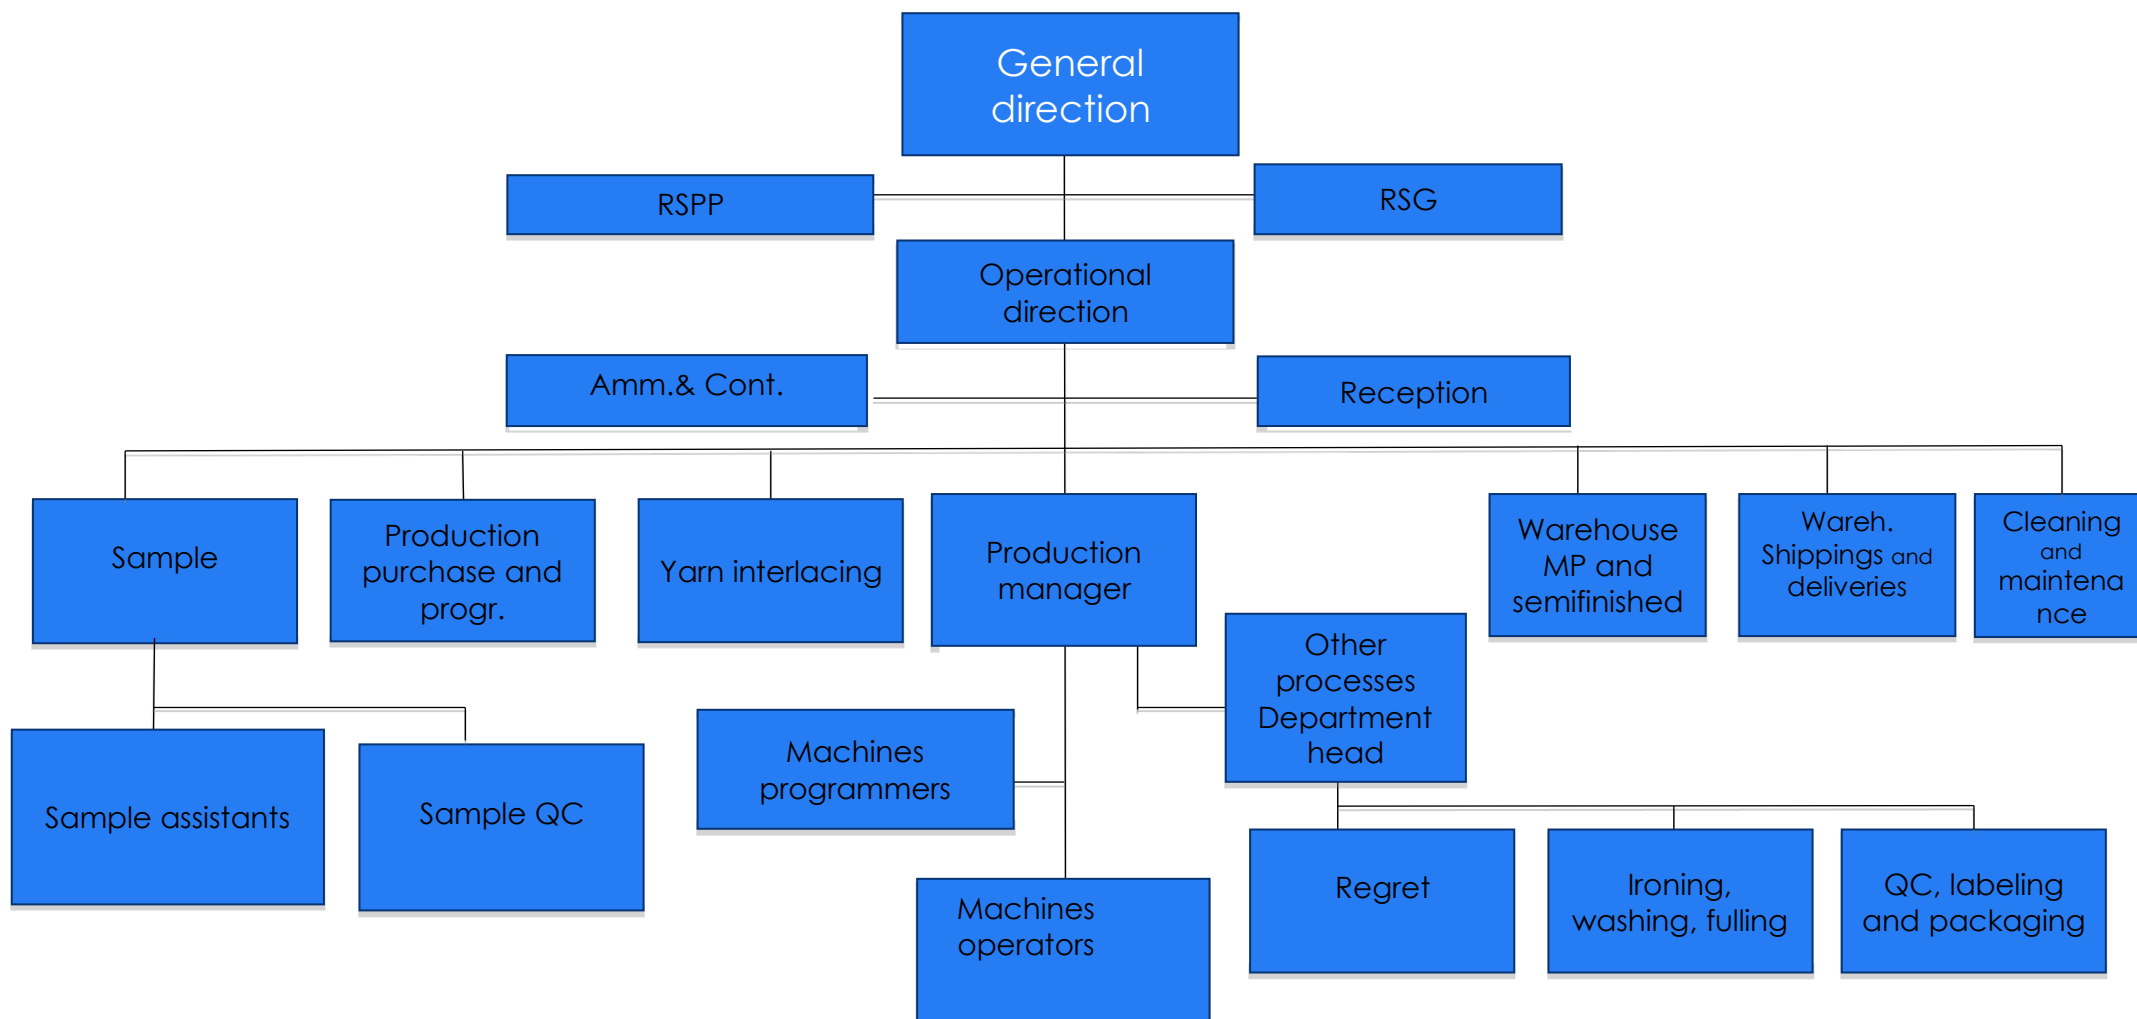 General
direction
RSPP
RSG
Operational
direction
Amm.& Cont.
Reception
Sample
Production
purchase and
progr.
Yarn interlacing
Production
manager
Warehouse
MP and
semifinished
Wareh.
Shippings and
deliveries
Cleaning
and
maintena
nce
Other
processes
Department
head
Machines
programmers
Sample assistants
Sample QC
Machines
operators
Regret
Ironing,
washing, fulling
QC, labeling
and packaging